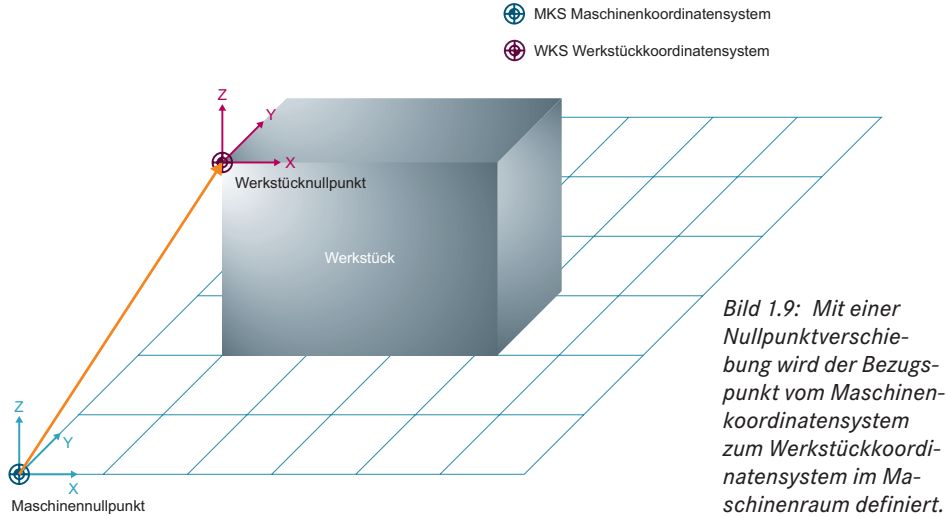 MKS Maschinenkoordinatensystem
WKS Werkstückkoordinatensystem
Z
Y
X
Werkstücknullpunkt
Werkstück
Bild 1.9: Mit einer
Nullpunktverschie-
bung wird der Bezugs-
punkt vom Maschinen-
koordinatensystem
zum Werkstückkoordi-
natensystem im Ma-
schinenraum definiert.
Z
Y
X
Maschinennullpunkt